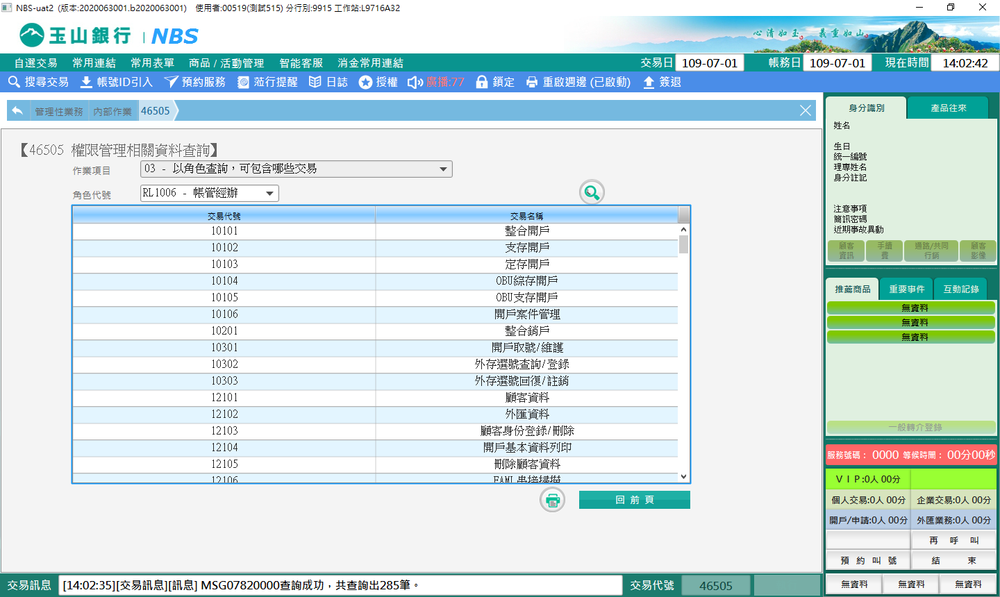 NBS-uat2 (版本:2020063001.b2020063001) 使用者:00519(測試515) 分行別:9915 工作站:L9716A32
玉山銀行 NBS
心清如玉。義重如山。
自選交易 常用連結 常用表單 商品 / 活動管理 智能客服 消金常用連結 交易日 109-07-01 帳務日 109-07-01 現在時間 14:02:42
搜尋交易 帳號ID引入 預約服務 蒞行提醒 日誌 授權 廣播:77 鎖定 重啟週邊 (已啟動) 簽退
管理性業務 內部作業 46505
【46505 權限管理相關資料查詢】
作業項目 03 - 以角色查詢，可包含哪些交易
角色代號 RL1006 - 帳管經辦
交易代號 交易名稱
10101 整合開戶
10102 支存開戶
10103 定存開戶
10104 OBU綜存開戶
10105 OBU支存開戶
10106 開戶案件管理
10201 整合銷戶
10301 開戶取號/維護
10302 外存選號查詢/登錄
10303 外存選號回復/註銷
12101 顧客資料
12102 外匯資料
12103 顧客身份登錄/刪除
12104 開戶基本資料列印
12105 刪除顧客資料
12106
回 前 頁
身分識別 產品往來
姓名
生日
統一編號
理專姓名
身分註記
注意事項
簡訊密碼
近期事故異動
顧客資訊 手續費 通路/共同行銷 顧客影像
推薦商品 重要事件 互動記錄
無資料
無資料
無資料
一般轉介登錄
服務號碼： 0000 等候時間： 00分00秒
ＶＩＰ:0人 00分
個人交易:0人 00分 企業交易:0人 00分
開戶/申請:0人 00分 外匯業務:0人 00分
再 呼 叫
預 約 叫 號 結 束
無資料 無資料 無資料
交易訊息 [14:02:35][交易訊息][訊息] MSG07820000查詢成功，共查詢出285筆。 交易代號 46505